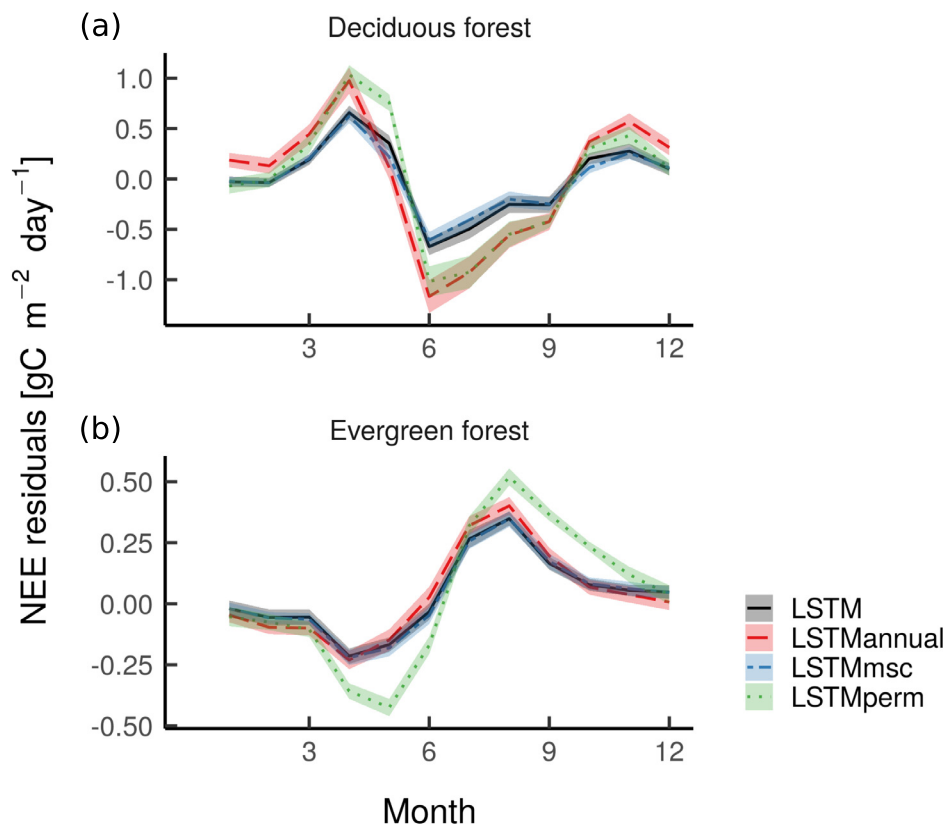 (a)
Deciduous forest
1.0
0.5
0.0
-0.5
-1.0
3 6 9 12
NEE residuals [gC m−2 day−1]
(b)
Evergreen forest
0.50
0.25
0.00
-0.25
-0.50
3 6 9 12
Month
LSTM
LSTMannual
LSTMmsc
LSTMperm